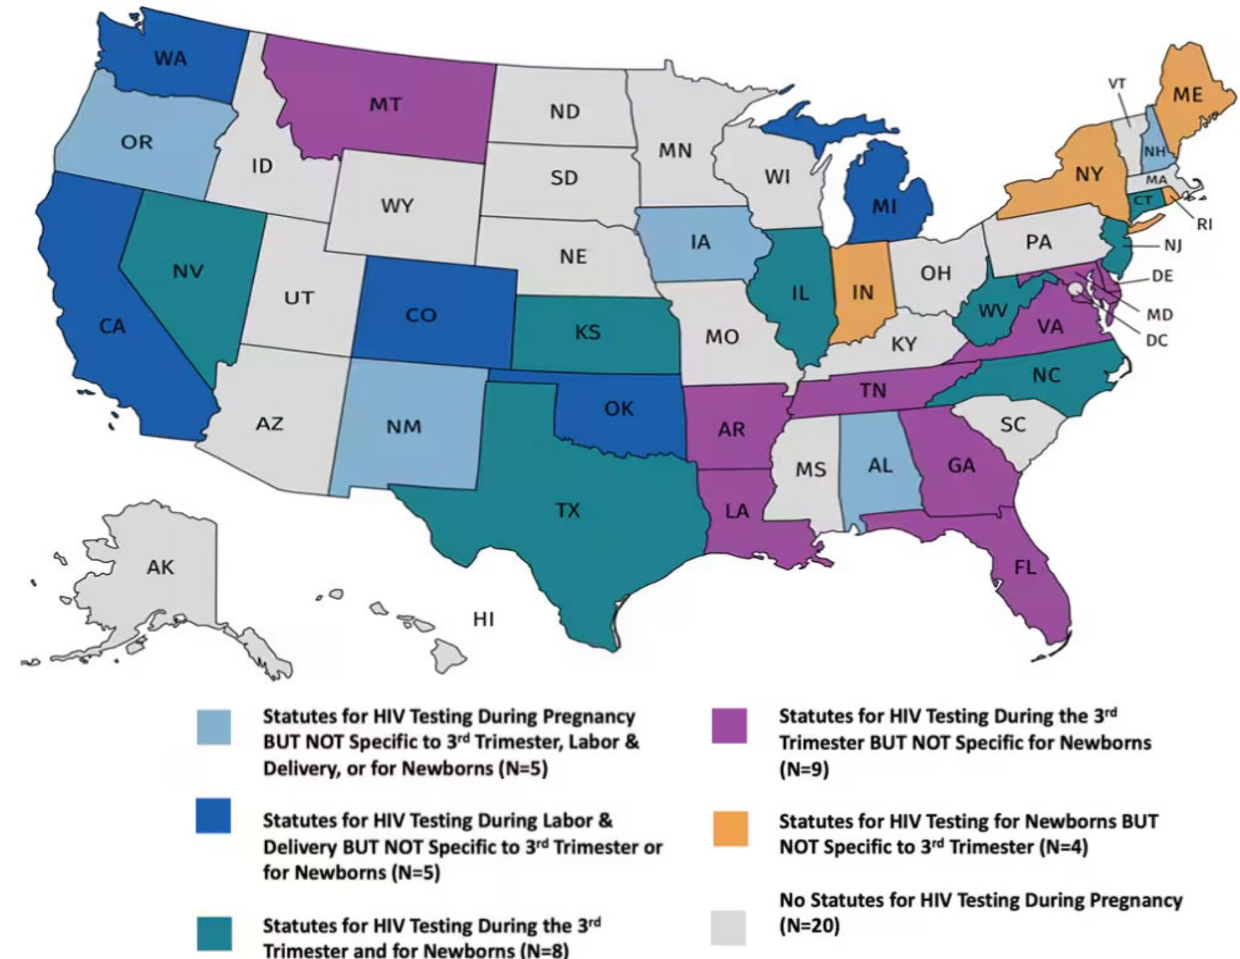 WA
MT
ND
MN
VT
ME
OR
ID
SD
WI
NH
NY
MA
WY
MI
CT
RI
IA
PA
NJ
NV
NE
OH
DE
UT
IL
IN
CO
WV
MD
CA
KS
MO
KY
VA
DC
NC
AZ
NM
OK
AR
TN
SC
MS
AL
GA
TX
LA
AK
FL
HI
Statutes for HIV Testing During Pregnancy
BUT NOT Specific to 3rd Trimester, Labor &
Delivery, or for Newborns (N=5)
Statutes for HIV Testing During Labor &
Delivery BUT NOT Specific to 3rd Trimester or
for Newborns (N=5)
Statutes for HIV Testing During the 3rd
Trimester and for Newborns (N=8)
Statutes for HIV Testing During the 3rd
Trimester BUT NOT Specific for Newborns
(N=9)
Statutes for HIV Testing for Newborns BUT
NOT Specific to 3rd Trimester (N=4)
No Statutes for HIV Testing During Pregnancy
(N=20)